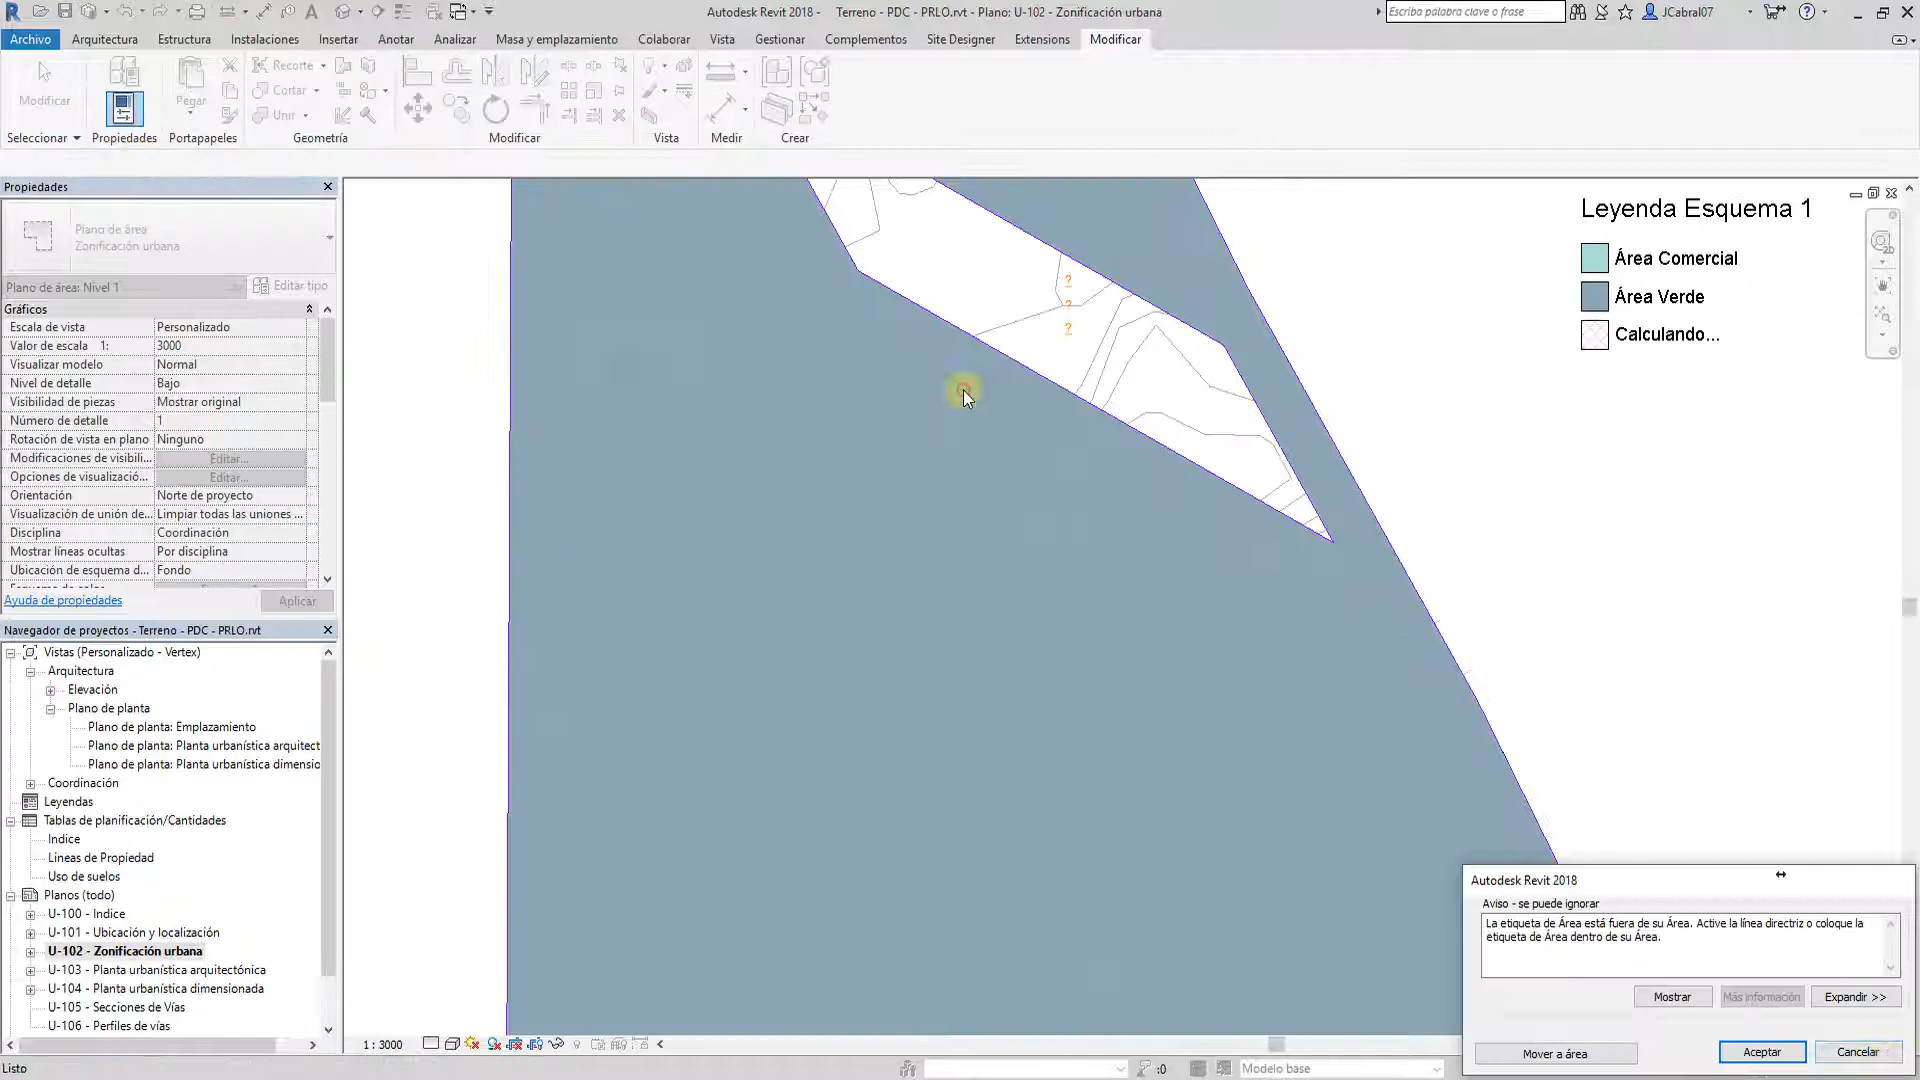 Autodesk Revit 2018 - Terreno - PDC - PRLO.rvt - Plano: U-102 - Zonificación urbana
Escriba palabra clave o frase
JCabral07
Archivo Arquitectura Estructura Instalaciones Insertar Anotar Analizar Masa y emplazamiento Colaborar Vista Gestionar Complementos Site Designer Extensions Modificar
Modificar
Pegar
Recorte
Cortar
Unir
Seleccionar Propiedades Portapapeles Geometría Modificar Vista Medir Crear
Propiedades
Plano de área
Zonificación urbana
Plano de área: Nivel 1 Editar tipo
Gráficos
Escala de vista Personalizado
Valor de escala 1: 3000
Visualizar modelo Normal
Nivel de detalle Bajo
Visibilidad de piezas Mostrar original
Número de detalle 1
Rotación de vista en plano Ninguno
Modificaciones de visibili... Editar...
Opciones de visualizació... Editar...
Orientación Norte de proyecto
Visualización de unión de... Limpiar todas las uniones ...
Disciplina Coordinación
Mostrar líneas ocultas Por disciplina
Ubicación de esquema d... Fondo
Ayuda de propiedades Aplicar
Navegador de proyectos - Terreno - PDC - PRLO.rvt
Vistas (Personalizado - Vertex)
Arquitectura
Elevación
Plano de planta
Plano de planta: Emplazamiento
Plano de planta: Planta urbanística arquitect
Plano de planta: Planta urbanística dimensio
Coordinación
Leyendas
Tablas de planificación/Cantidades
Indice
Lineas de Propiedad
Uso de suelos
Planos (todo)
U-100 - Indice
U-101 - Ubicación y localización
U-102 - Zonificación urbana
U-103 - Planta urbanística arquitectónica
U-104 - Planta urbanística dimensionada
U-105 - Secciones de Vías
U-106 - Perfiles de vías
Leyenda Esquema 1
Área Comercial
Área Verde
Calculando...
?
?
?
2D
Autodesk Revit 2018
Aviso - se puede ignorar
La etiqueta de Área está fuera de su Área. Active la línea directriz o coloque la
etiqueta de Área dentro de su Área.
Mostrar Más información Expandir >>
Mover a área Aceptar Cancelar
1 : 3000
Listo
:0
Modelo base